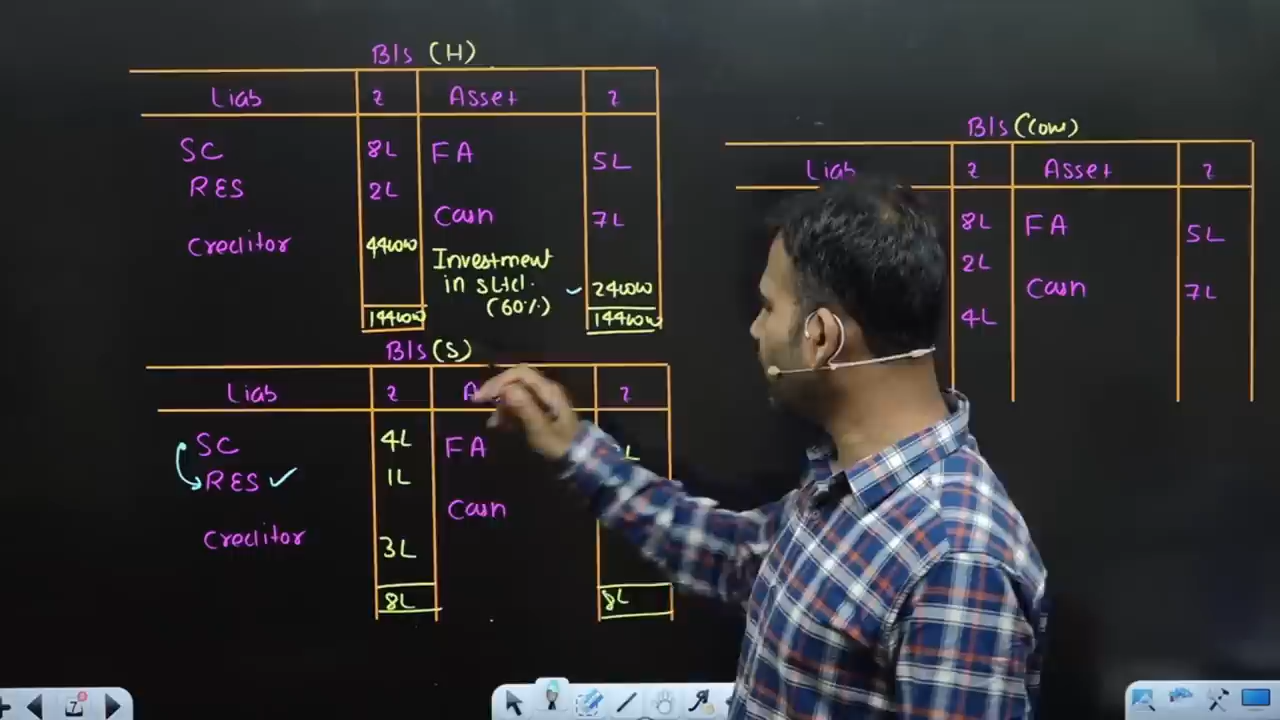 B/s (H)
Liab ₹ Asset ₹
SC 8L FA 5L
RES 2L
Cash 7L
Creditor 44000
Investment
in sLtd.
(60%) 24000
144000 144000
B/s (S)
Liab ₹ ₹
SC 4L FA
RES 1L
Cash
Creditor 3L
8L 8L
B/s (Con)
Liab ₹ Asset ₹
8L FA 5L
2L
Cash 7L
4L
7